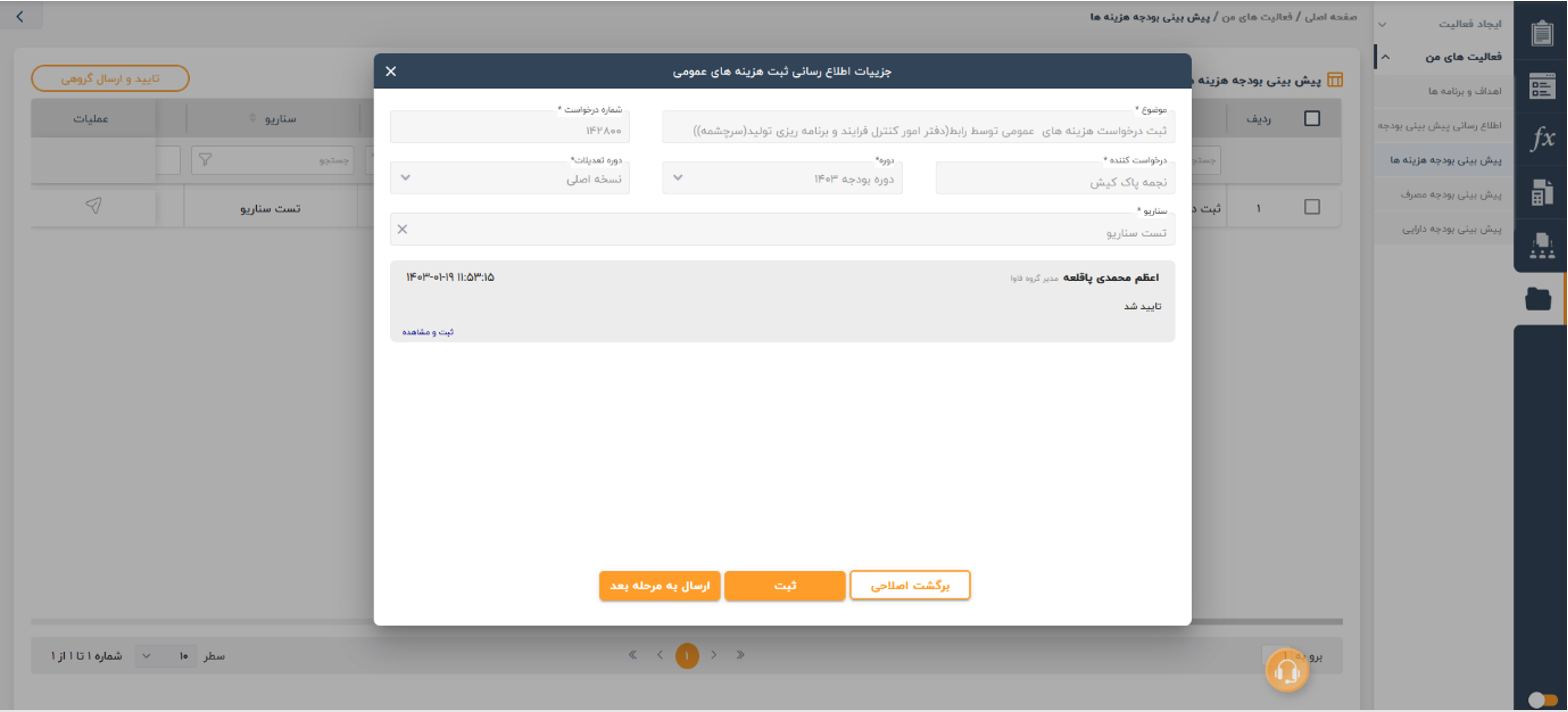 صفحه اصلی / فعالیت های من / پیش بینی بودجه هزینه ها
ایجاد فعالیت
فعالیت های من
اهداف و برنامه ها
اطلاع رسانی پیش بینی بودجه
پیش بینی بودجه هزینه ها
پیش بینی بودجه مصرف
پیش بینی بودجه دارایی
fx
پیش بینی بودجه هزینه
تایید و ارسال گروهی
ردیف
سناریو
عملیات
جستجو
۱
ثبت د
تست سناریو
جزییات اطلاع رسانی ثبت هزینه های عمومی
موضوع *
ثبت درخواست هزینه های عمومی توسط رابط(دفتر امور کنترل فرایند و برنامه ریزی تولید(سرچشمه))
شماره درخواست *
۱۴۲۸۰۰
درخواست کننده *
نجمه پاک کیش
دوره*
دوره بودجه ۱۴۰۳
دوره تعدیلات*
نسخه اصلی
سناریو *
تست سناریو
اعظم محمدی پاقلعه مدیر گروه فاوا
۱۴۰۳-۰۱-۱۹ ۱۱:۵۳:۱۵
تایید شد
ثبت و مشاهده
برگشت اصلاحی
ثبت
ارسال به مرحله بعد
برو به
۱
سطر ۱۰
شماره ۱ تا ۱ از ۱